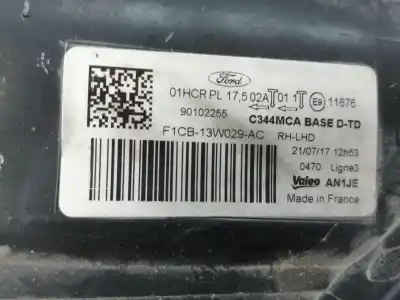 Ford
01HCR PL 17,5 02A T 01 1T E9 11676
90102255 C344MCA BASE D-TD
F1CB-13W029-AC RH-LHD
21/07/17 12h53
0470 Ligne3
Valeo AN1JE
Made in France